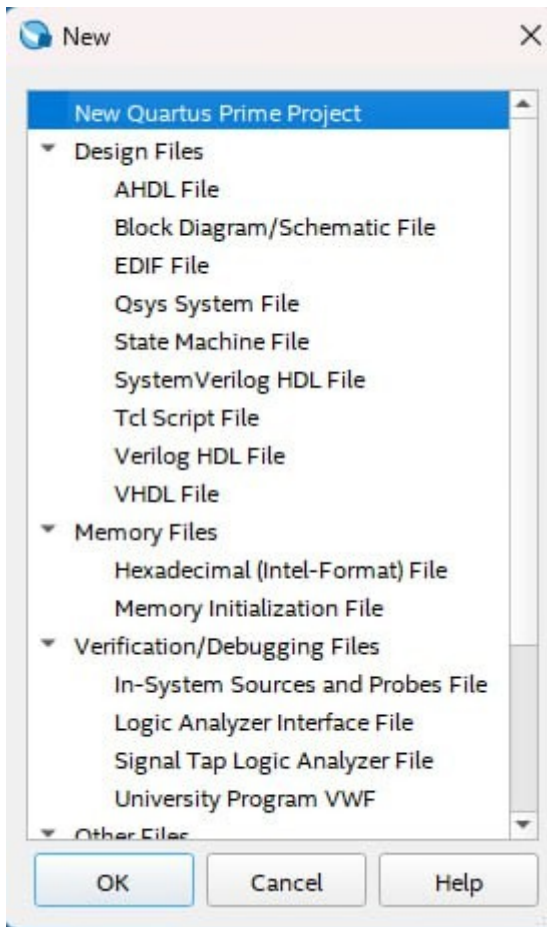 New
New Quartus Prime Project
Design Files
AHDL File
Block Diagram/Schematic File
EDIF File
Qsys System File
State Machine File
SystemVerilog HDL File
Tcl Script File
Verilog HDL File
VHDL File
Memory Files
Hexadecimal (Intel-Format) File
Memory Initialization File
Verification/Debugging Files
In-System Sources and Probes File
Logic Analyzer Interface File
Signal Tap Logic Analyzer File
University Program VWF
Other Files
OK Cancel Help